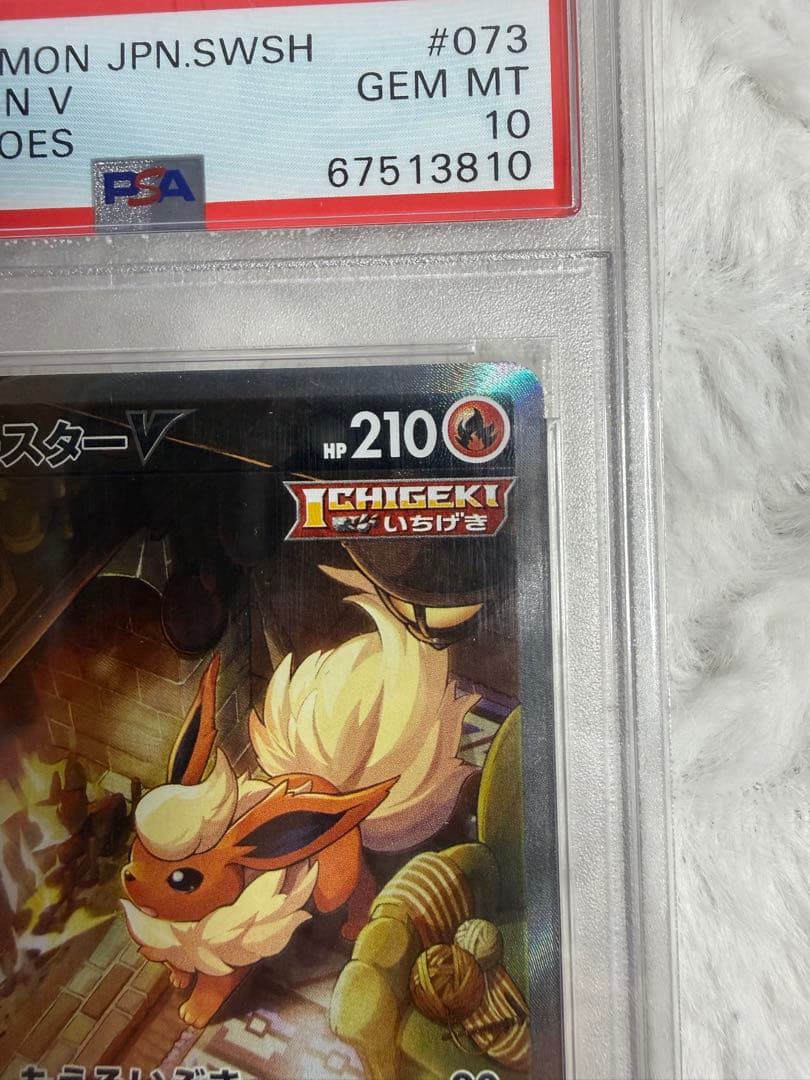 MON JPN.SWSH #073
N V GEM MT
OES 10
PSA 67513810
スターV HP 210
ICHIGEKI
いちげき